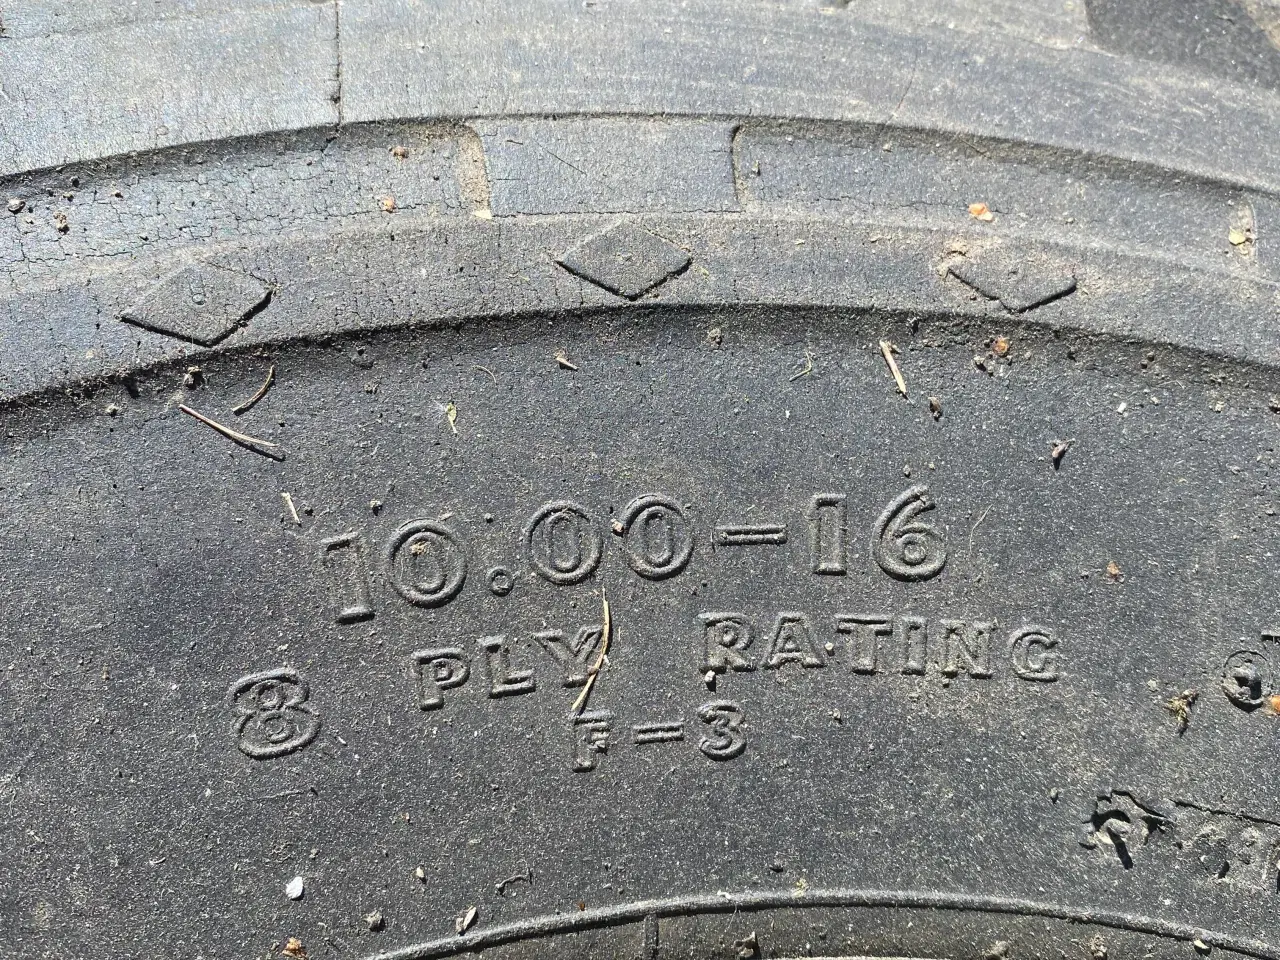 10.00-16
8 PLY RATING
F-3